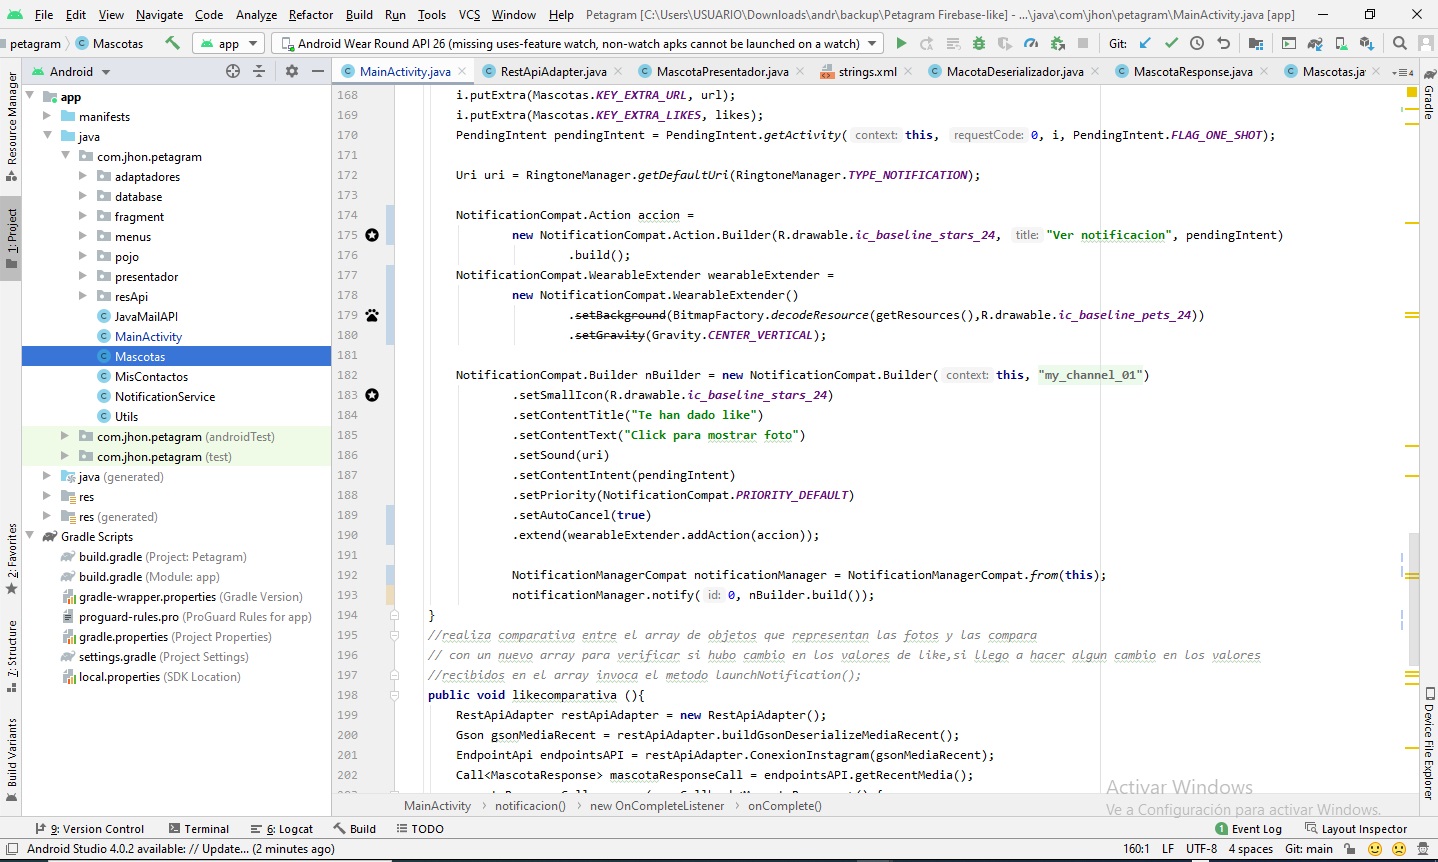 File Edit View Navigate Code Analyze Refactor Build Run Tools VCS Window Help Petagram [C:\Users\USUARIO\Downloads\andr\backup\Petagram Firebase-like] - ...\java\com\jhon\petagram\MainActivity.java [app]
petagram Mascotas app Android Wear Round API 26 (missing uses-feature watch, non-watch apks cannot be launched on a watch) Git:
Android MainActivity.java RestApiAdapter.java MascotaPresentador.java strings.xml MacotaDeserializador.java MascotaResponse.java Mascotas.ja 4
Resource Manager
1: Project
2: Favorites
7: Structure
Build Variants
app
manifests
java
com.jhon.petagram
adaptadores
database
fragment
menus
pojo
presentador
resApi
JavaMailAPI
MainActivity
Mascotas
MisContactos
NotificationService
Utils
com.jhon.petagram (androidTest)
com.jhon.petagram (test)
java (generated)
res
res (generated)
Gradle Scripts
build.gradle (Project: Petagram)
build.gradle (Module: app)
gradle-wrapper.properties (Gradle Version)
proguard-rules.pro (ProGuard Rules for app)
gradle.properties (Project Properties)
settings.gradle (Project Settings)
local.properties (SDK Location)
168 i.putExtra(Mascotas.KEY_EXTRA_URL, url);
169 i.putExtra(Mascotas.KEY_EXTRA_LIKES, likes);
170 PendingIntent pendingIntent = PendingIntent.getActivity( context: this, requestCode: 0, i, PendingIntent.FLAG_ONE_SHOT);
171
172 Uri uri = RingtoneManager.getDefaultUri(RingtoneManager.TYPE_NOTIFICATION);
173
174 NotificationCompat.Action accion =
175 new NotificationCompat.Action.Builder(R.drawable.ic_baseline_stars_24, title: "Ver notificacion", pendingIntent)
176 .build();
177 NotificationCompat.WearableExtender wearableExtender =
178 new NotificationCompat.WearableExtender()
179 .setBackground(BitmapFactory.decodeResource(getResources(),R.drawable.ic_baseline_pets_24))
180 .setGravity(Gravity.CENTER_VERTICAL);
181
182 NotificationCompat.Builder nBuilder = new NotificationCompat.Builder( context: this, "my_channel_01")
183 .setSmallIcon(R.drawable.ic_baseline_stars_24)
184 .setContentTitle("Te han dado like")
185 .setContentText("Click para mostrar foto")
186 .setSound(uri)
187 .setContentIntent(pendingIntent)
188 .setPriority(NotificationCompat.PRIORITY_DEFAULT)
189 .setAutoCancel(true)
190 .extend(wearableExtender.addAction(accion));
191
192 NotificationManagerCompat notificationManager = NotificationManagerCompat.from(this);
193 notificationManager.notify( id: 0, nBuilder.build());
194 }
195 //realiza comparativa entre el array de objetos que representan las fotos y las compara
196 // con un nuevo array para verificar si hubo cambio en los valores de like,si llego a hacer algun cambio en los valores
197 //recibidos en el array invoca el metodo launchNotification();
198 public void likecomparativa (){
199 RestApiAdapter restApiAdapter = new RestApiAdapter();
200 Gson gsonMediaRecent = restApiAdapter.buildGsonDeserializeMediaRecent();
201 EndpointApi endpointsAPI = restApiAdapter.ConexionInstagram(gsonMediaRecent);
202 Call<MascotaResponse> mascotaResponseCall = endpointsAPI.getRecentMedia();
Gradle
Device File Explorer
Activar Windows
Ve a Configuración para activar Windows.
MainActivity notificacion() new OnCompleteListener onComplete()
9: Version Control Terminal 6: Logcat Build TODO 1 Event Log Layout Inspector
Android Studio 4.0.2 available: // Update... (2 minutes ago) 160:1 LF UTF-8 4 spaces Git: main